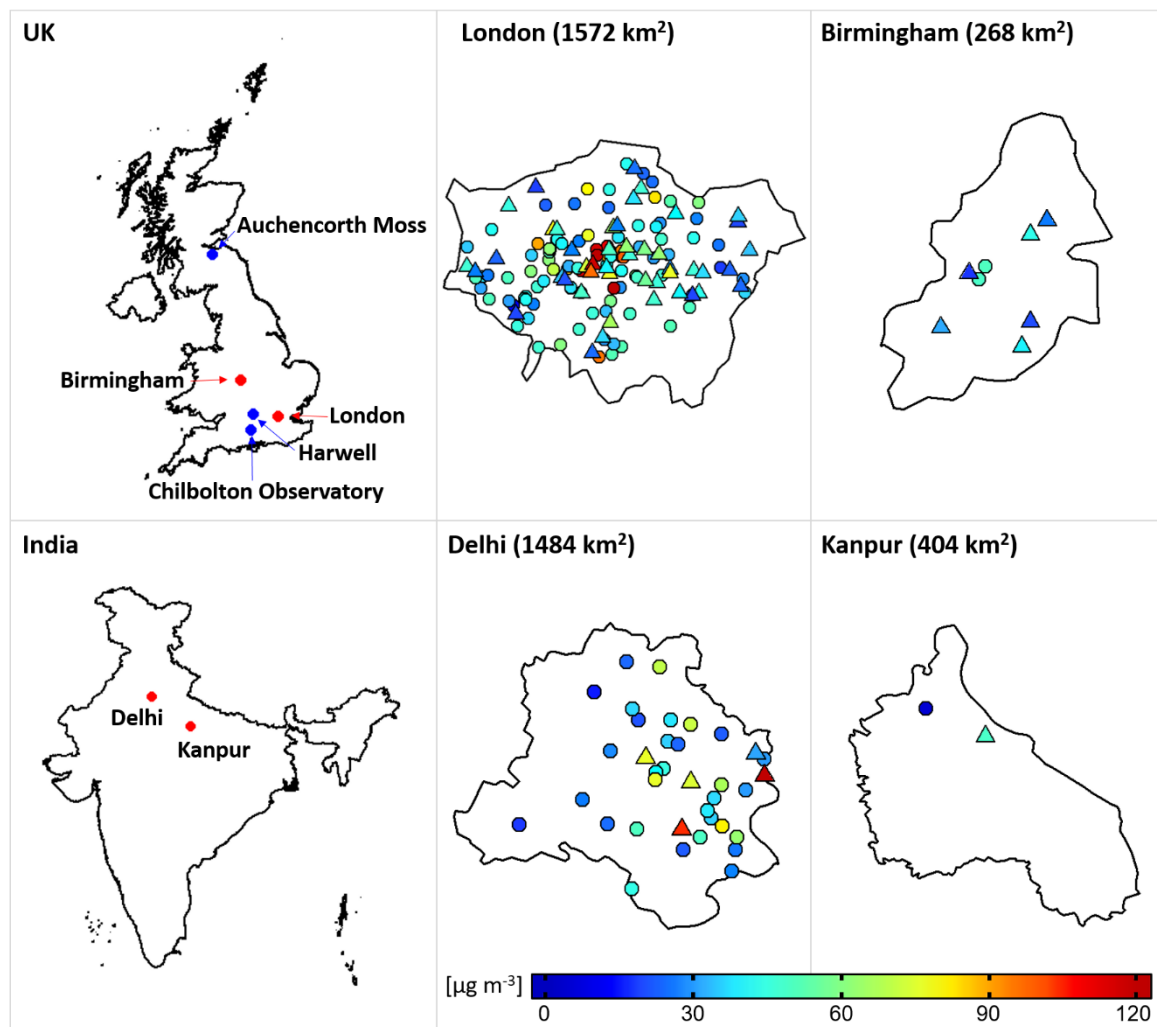 UK
Auchencorth Moss
Birmingham
London
Harwell
Chilbolton Observatory
London (1572 km²)
Birmingham (268 km²)
India
Delhi
Kanpur
Delhi (1484 km²)
Kanpur (404 km²)
[µg m⁻³]
0 30 60 90 120